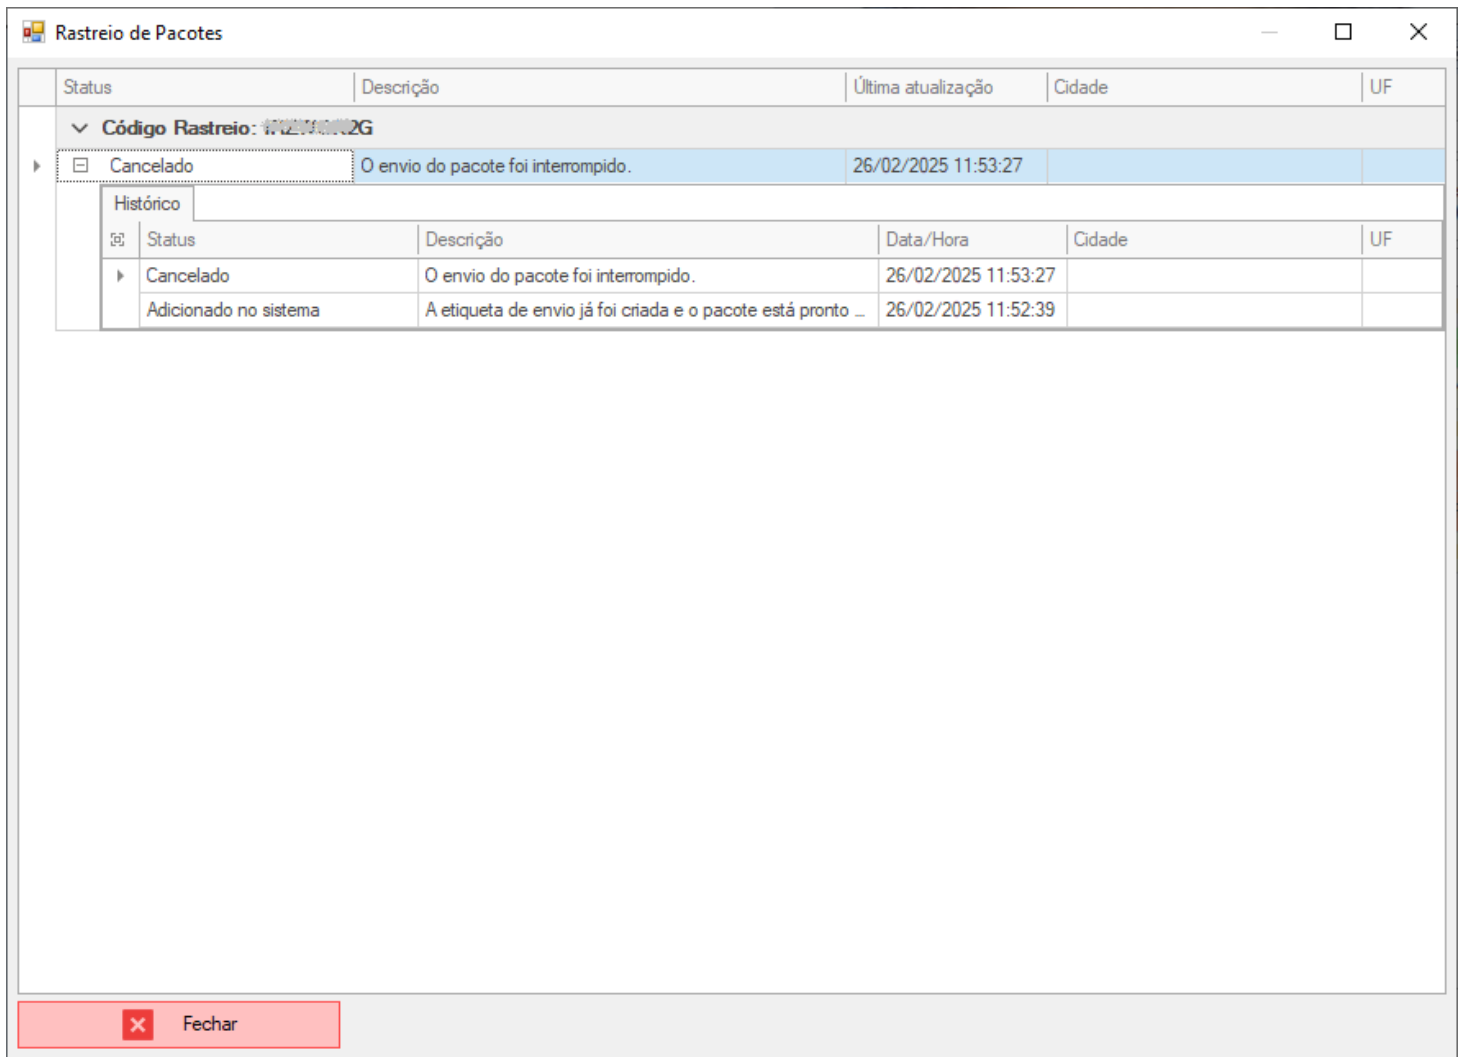 Rastreio de Pacotes
Status Descrição Última atualização Cidade UF
Código Rastreio: 2G
Cancelado O envio do pacote foi interrompido. 26/02/2025 11:53:27
Histórico
Status Descrição Data/Hora Cidade UF
Cancelado O envio do pacote foi interrompido. 26/02/2025 11:53:27
Adicionado no sistema A etiqueta de envio já foi criada e o pacote está pronto ... 26/02/2025 11:52:39
Fechar